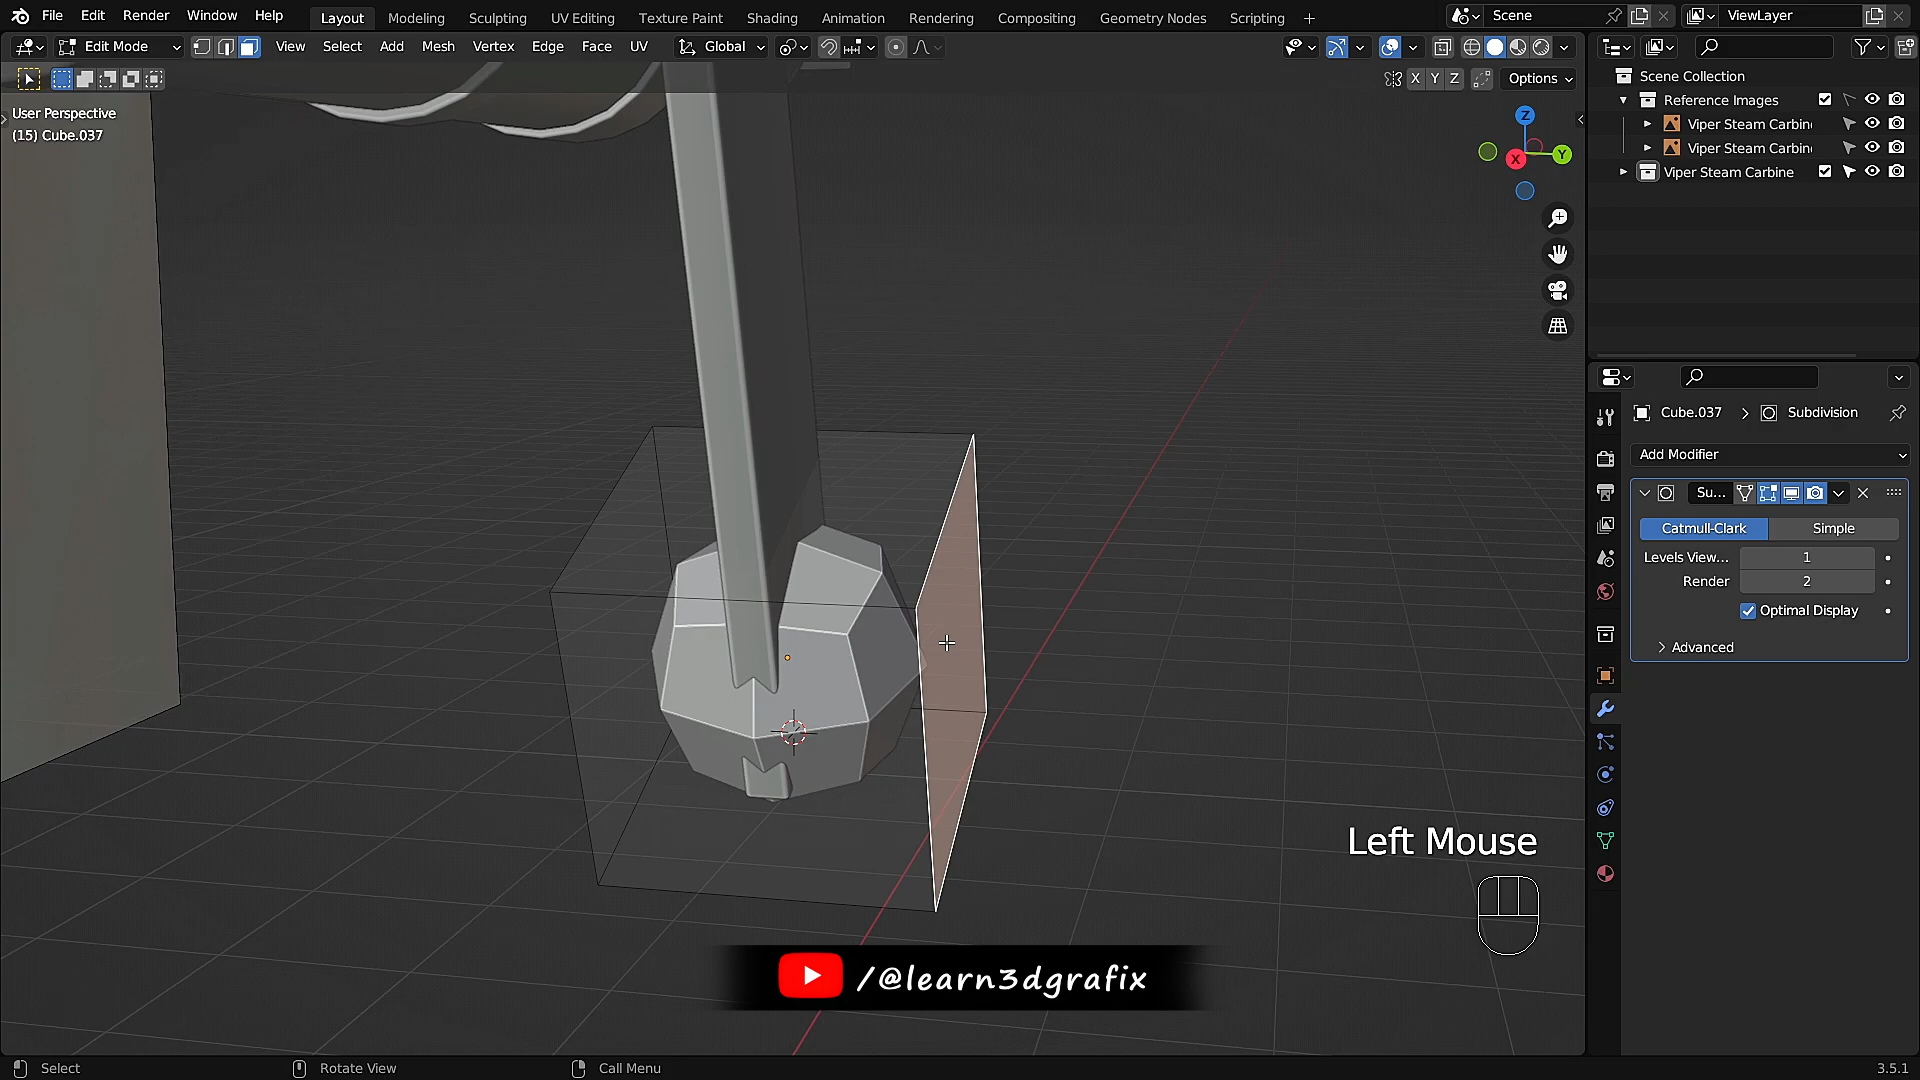 File Edit Render Window Help Layout Modeling Sculpting UV Editing Texture Paint Shading Animation Rendering Compositing Geometry Nodes Scripting + Scene ViewLayer
Edit Mode View Select Add Mesh Vertex Edge Face UV Global
X Y Z Options
User Perspective
(15) Cube.037
Z
Y
X
Scene Collection
Reference Images
Viper Steam Carbin
Viper Steam Carbin
Viper Steam Carbine
Cube.037 > Subdivision
Add Modifier
Su...
Catmull-Clark Simple
Levels View... 1
Render 2
Optimal Display
Advanced
Left Mouse
/@learn3dgrafix
Select Rotate View Call Menu 3.5.1